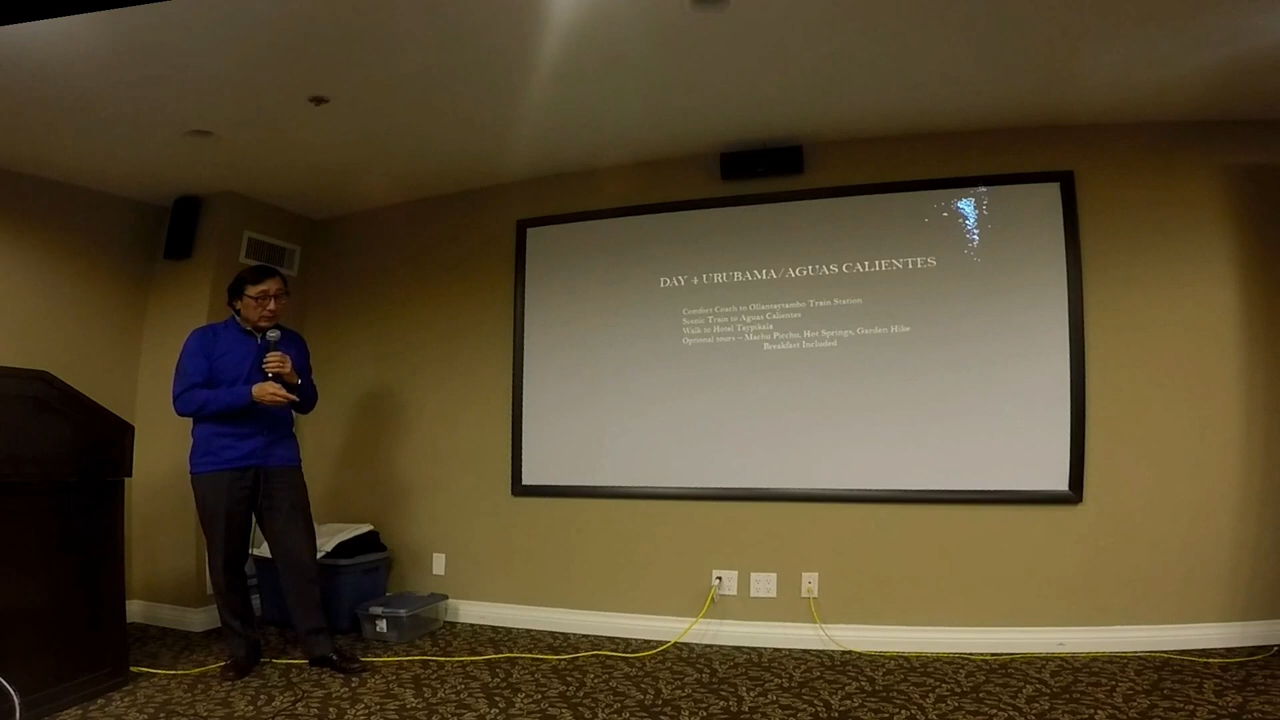 DAY 4 URUBAMA/AGUAS CALIENTES
Comfort Coach to Ollantaytambo Train Station
Scenic Train to Aguas Calientes
Walk to Hotel Taypikala
Optional tours – Machu Picchu, Hot Springs, Garden Hike
Breakfast Included